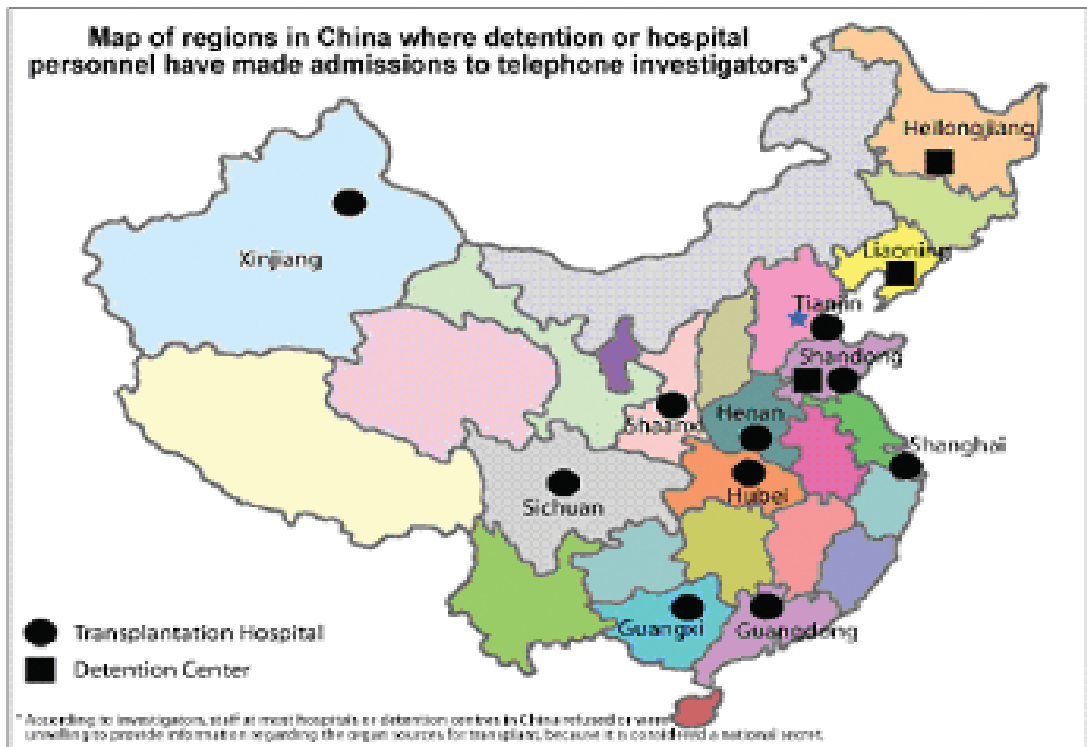 Map of regions in China where detention or hospital
personnel have made admissions to telephone investigators*
Heilongjiang
Xinjiang
Liaoning
Tianjin
Shandong
Shaanxi
Henan
Shanghai
Hubei
Sichuan
Guangxi
Guangdong
Transplantation Hospital
Detention Center
* According to investigators, staff at most hospitals or detention centres in China refused or were
unwilling to provide information regarding the organ sources for transplant, because it is considered a national secret.